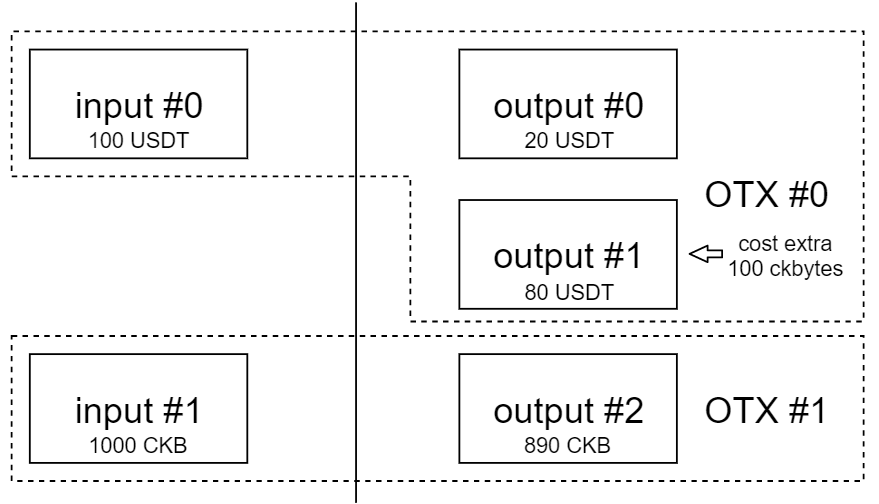 input #0
100 USDT
output #0
20 USDT
OTX #0
output #1
80 USDT
cost extra
100 ckbytes
input #1
1000 CKB
output #2
890 CKB
OTX #1